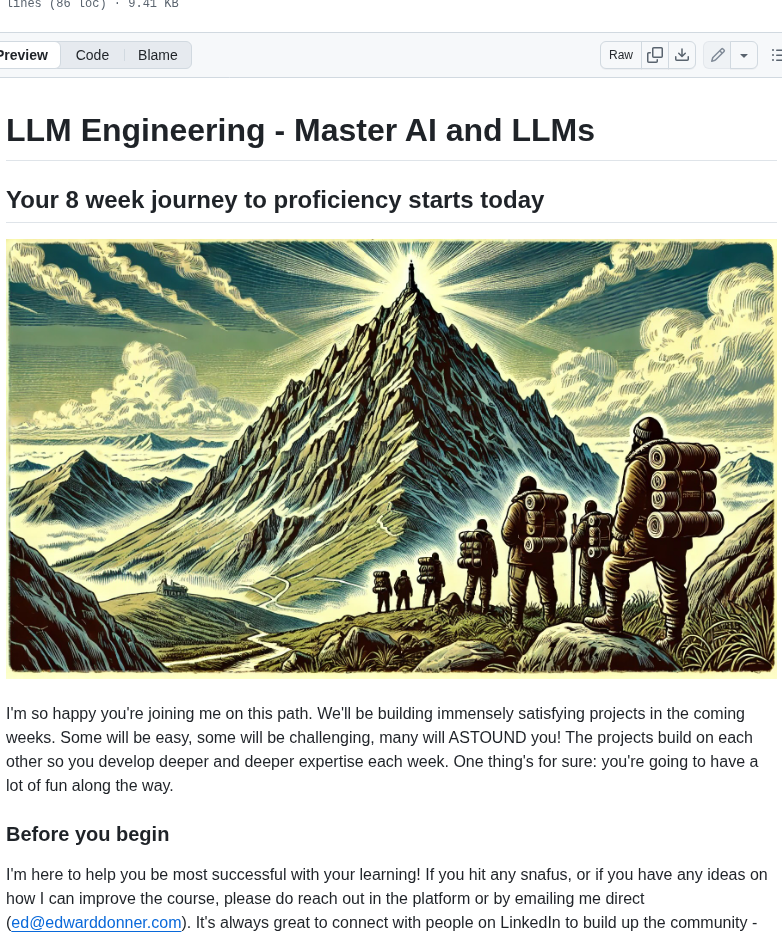 lines (86 loc) · 9.41 KB
Preview Code Blame Raw
LLM Engineering - Master AI and LLMs
Your 8 week journey to proficiency starts today
I'm so happy you're joining me on this path. We'll be building immensely satisfying projects in the coming
weeks. Some will be easy, some will be challenging, many will ASTOUND you! The projects build on each
other so you develop deeper and deeper expertise each week. One thing's for sure: you're going to have a
lot of fun along the way.
Before you begin
I'm here to help you be most successful with your learning! If you hit any snafus, or if you have any ideas on
how I can improve the course, please do reach out in the platform or by emailing me direct
(ed@edwarddonner.com). It's always great to connect with people on LinkedIn to build up the community -